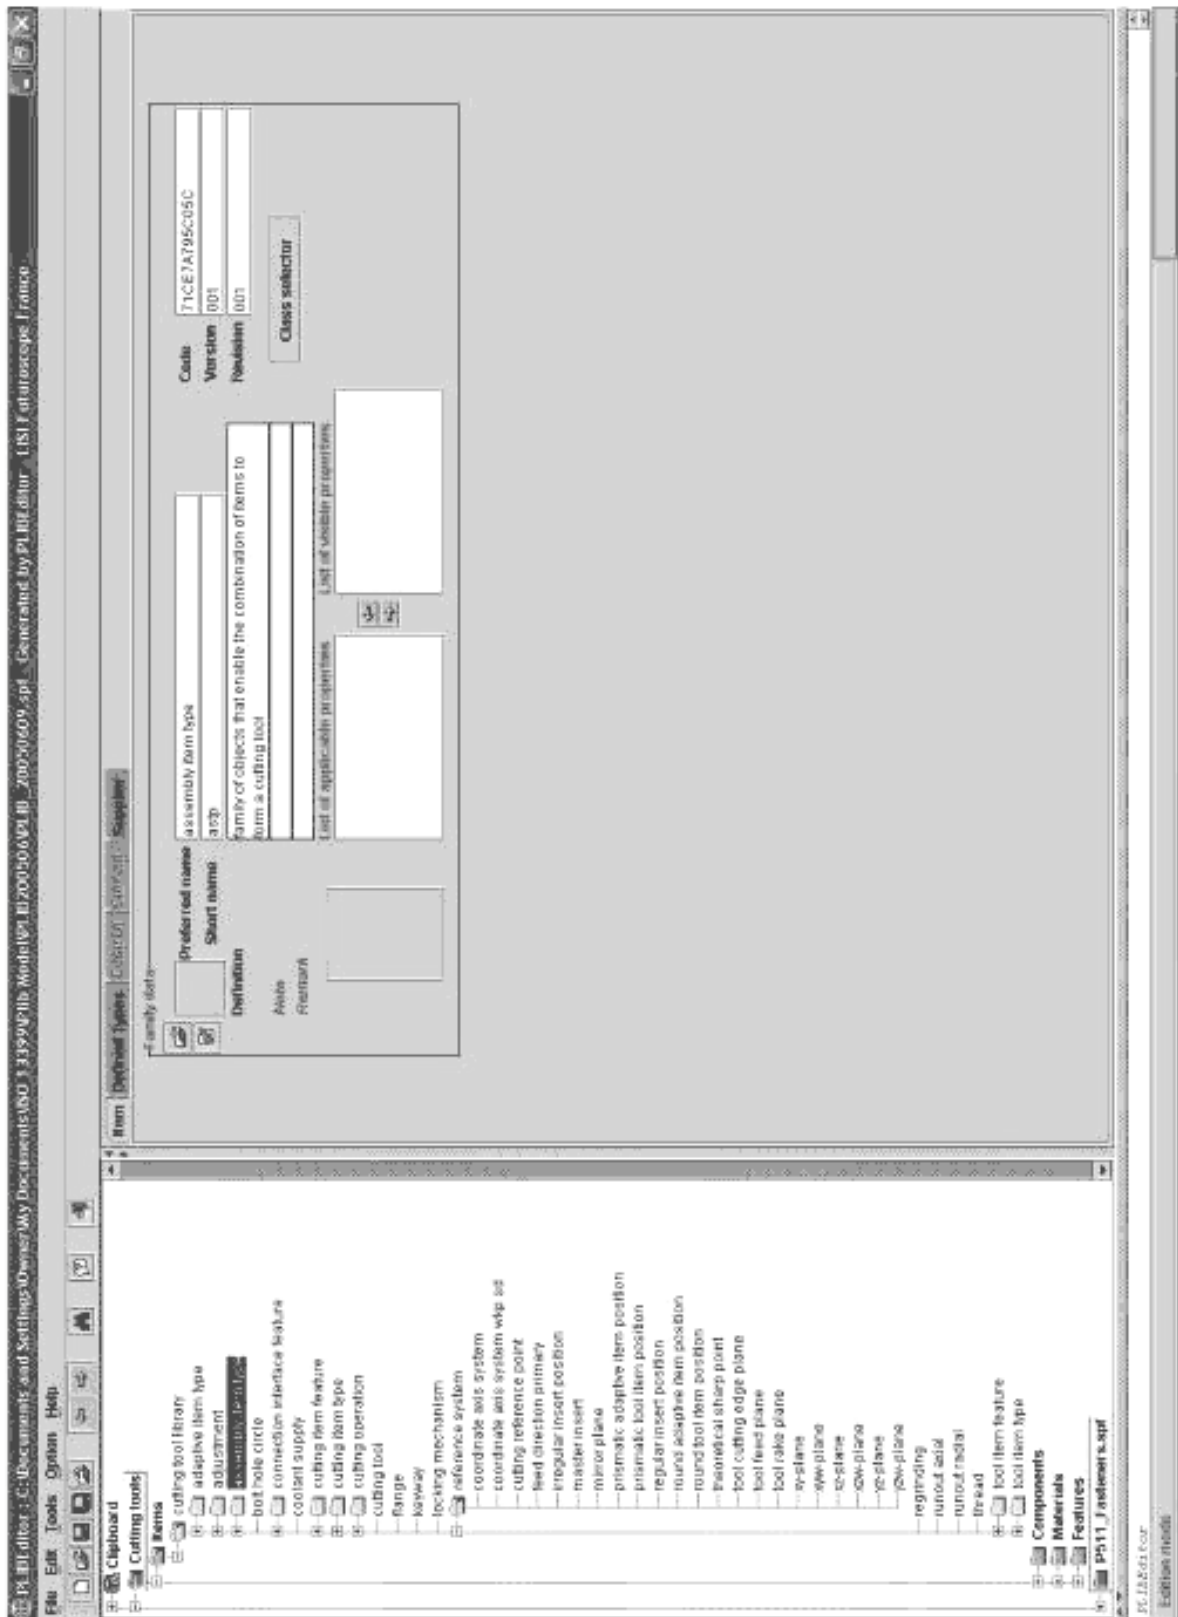 PLIBEditor C:\Documents and Settings\Owner\My Documents\ISO 13399\Plib Model\PLIB200506\PLIB_20050609.spf - Generated by PLIBEditor - LISI Futuroscope France
File Edit Tools Option Help
Clipboard
Cutting tools
Items
cutting tool library
adaptive item type
adjustment
assembly item type
bolt hole circle
connection interface feature
coolant supply
cutting item feature
cutting item type
cutting operation
cutting tool
flange
keyway
locking mechanism
reference system
coordinate axis system
coordinate axis system wkp sd
cutting reference point
feed direction primary
irregular insert position
master insert
mirror plane
prismatic adaptive item position
prismatic tool item position
regular insert position
round adaptive item position
round tool item position
theoretical sharp point
tool cutting edge plane
tool feed plane
tool rake plane
xy-plane
xyw-plane
xz-plane
xzw-plane
yz-plane
yzw-plane
regrinding
runout axial
runout radial
thread
tool item feature
tool item type
Components
Materials
Features
P511_Fasteners.spf
Item Defined Types Supplier
Family data
Preferred name assembly item type
Short name astp
Definition family of objects that enable the combination of items to
form a cutting tool
Note
Remark
Code 71CE7A795C05C
Version 001
Revision 001
Class selector
List of applicable properties
List of visible properties
PLIBEditor
Edition mode